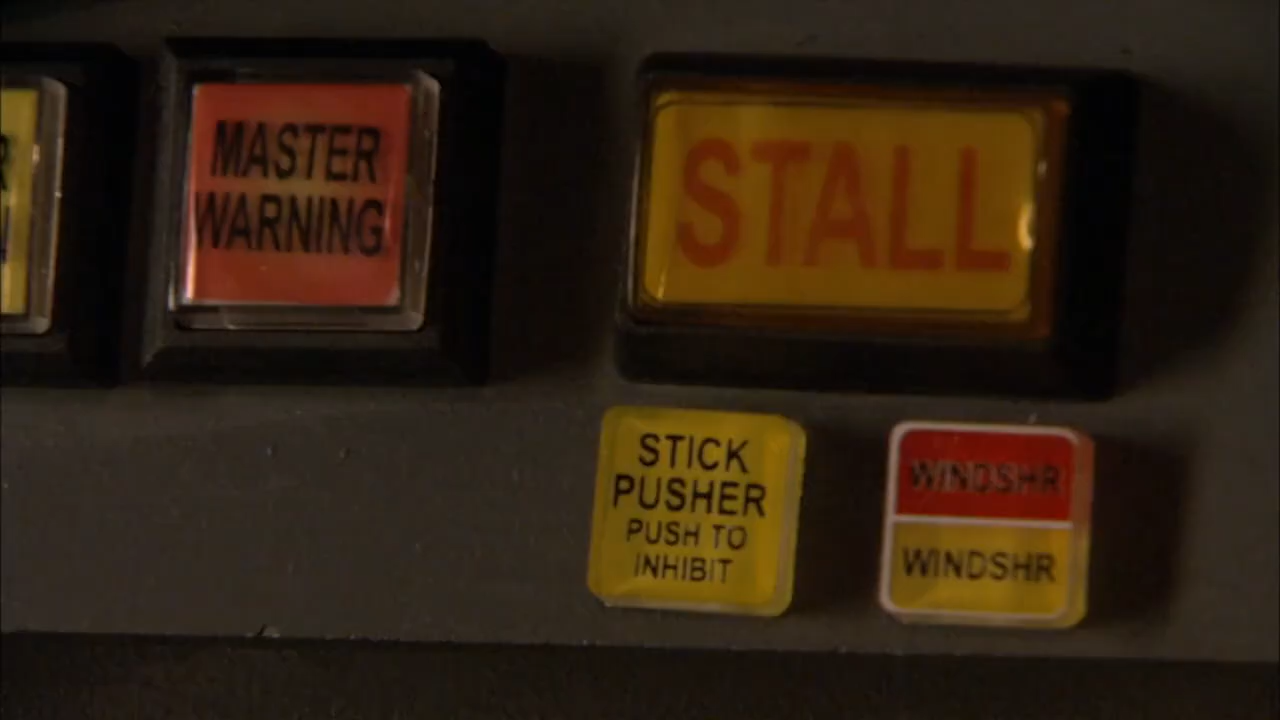 MASTER
WARNING
STALL
STICK
PUSHER
PUSH TO
INHIBIT
WINDSHR
WINDSHR